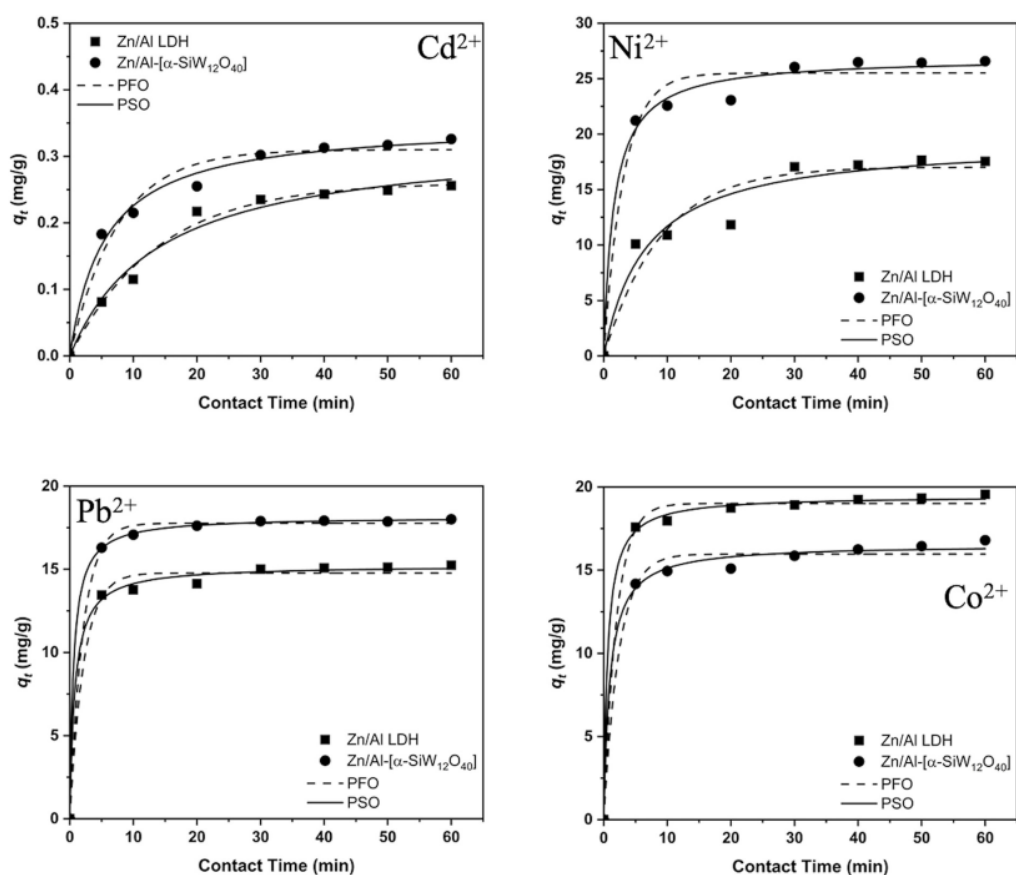 Cd²⁺
Zn/Al LDH
Zn/Al-[α-SiW₁₂O₄₀]
PFO
PSO
qₜ (mg/g)
0.5
0.4
0.3
0.2
0.1
0.0
0 10 20 30 40 50 60
Contact Time (min)
Ni²⁺
qₜ (mg/g)
30
25
20
15
10
5
0
Zn/Al LDH
Zn/Al-[α-SiW₁₂O₄₀]
PFO
PSO
0 10 20 30 40 50 60
Contact Time (min)
Pb²⁺
qₜ (mg/g)
20
15
10
5
0
Zn/Al LDH
Zn/Al-[α-SiW₁₂O₄₀]
PFO
PSO
0 10 20 30 40 50 60
Contact Time (min)
Co²⁺
qₜ (mg/g)
20
15
10
5
0
Zn/Al LDH
Zn/Al-[α-SiW₁₂O₄₀]
PFO
PSO
0 10 20 30 40 50 60
Contact Time (min)